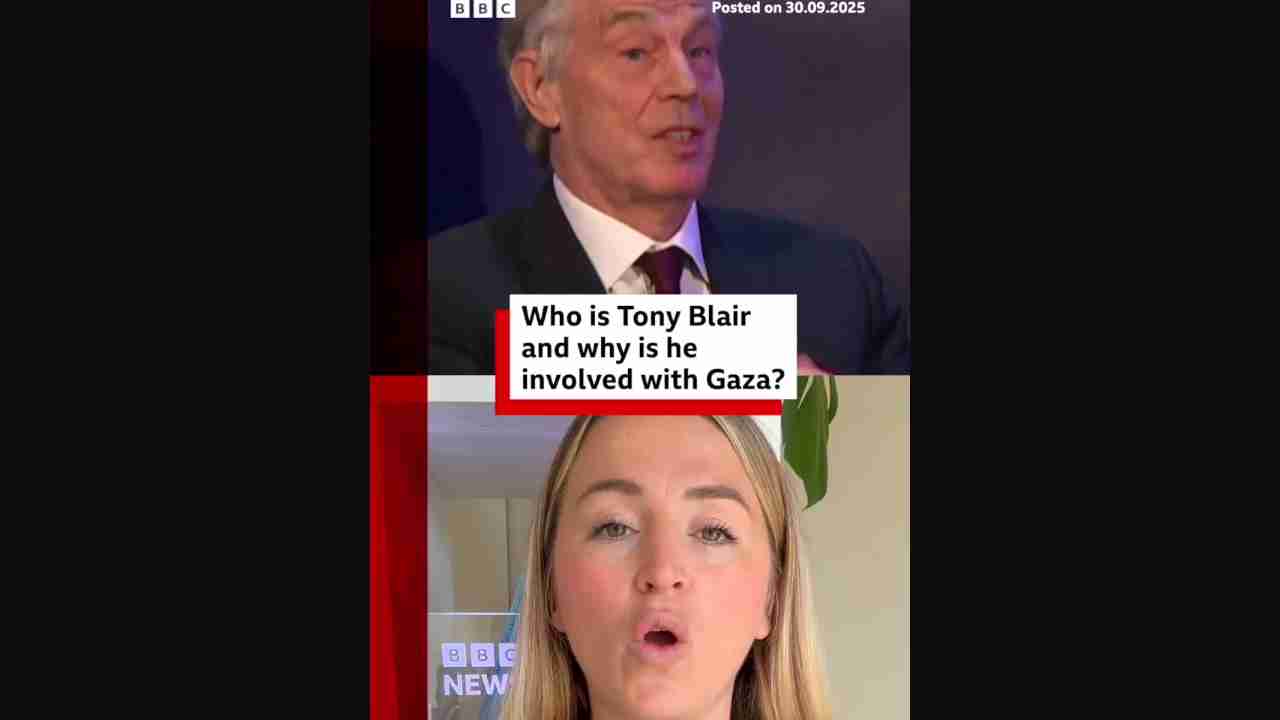 BBC
Posted on 30.09.2025
Who is Tony Blair
and why is he
involved with Gaza?
BBC
NEW